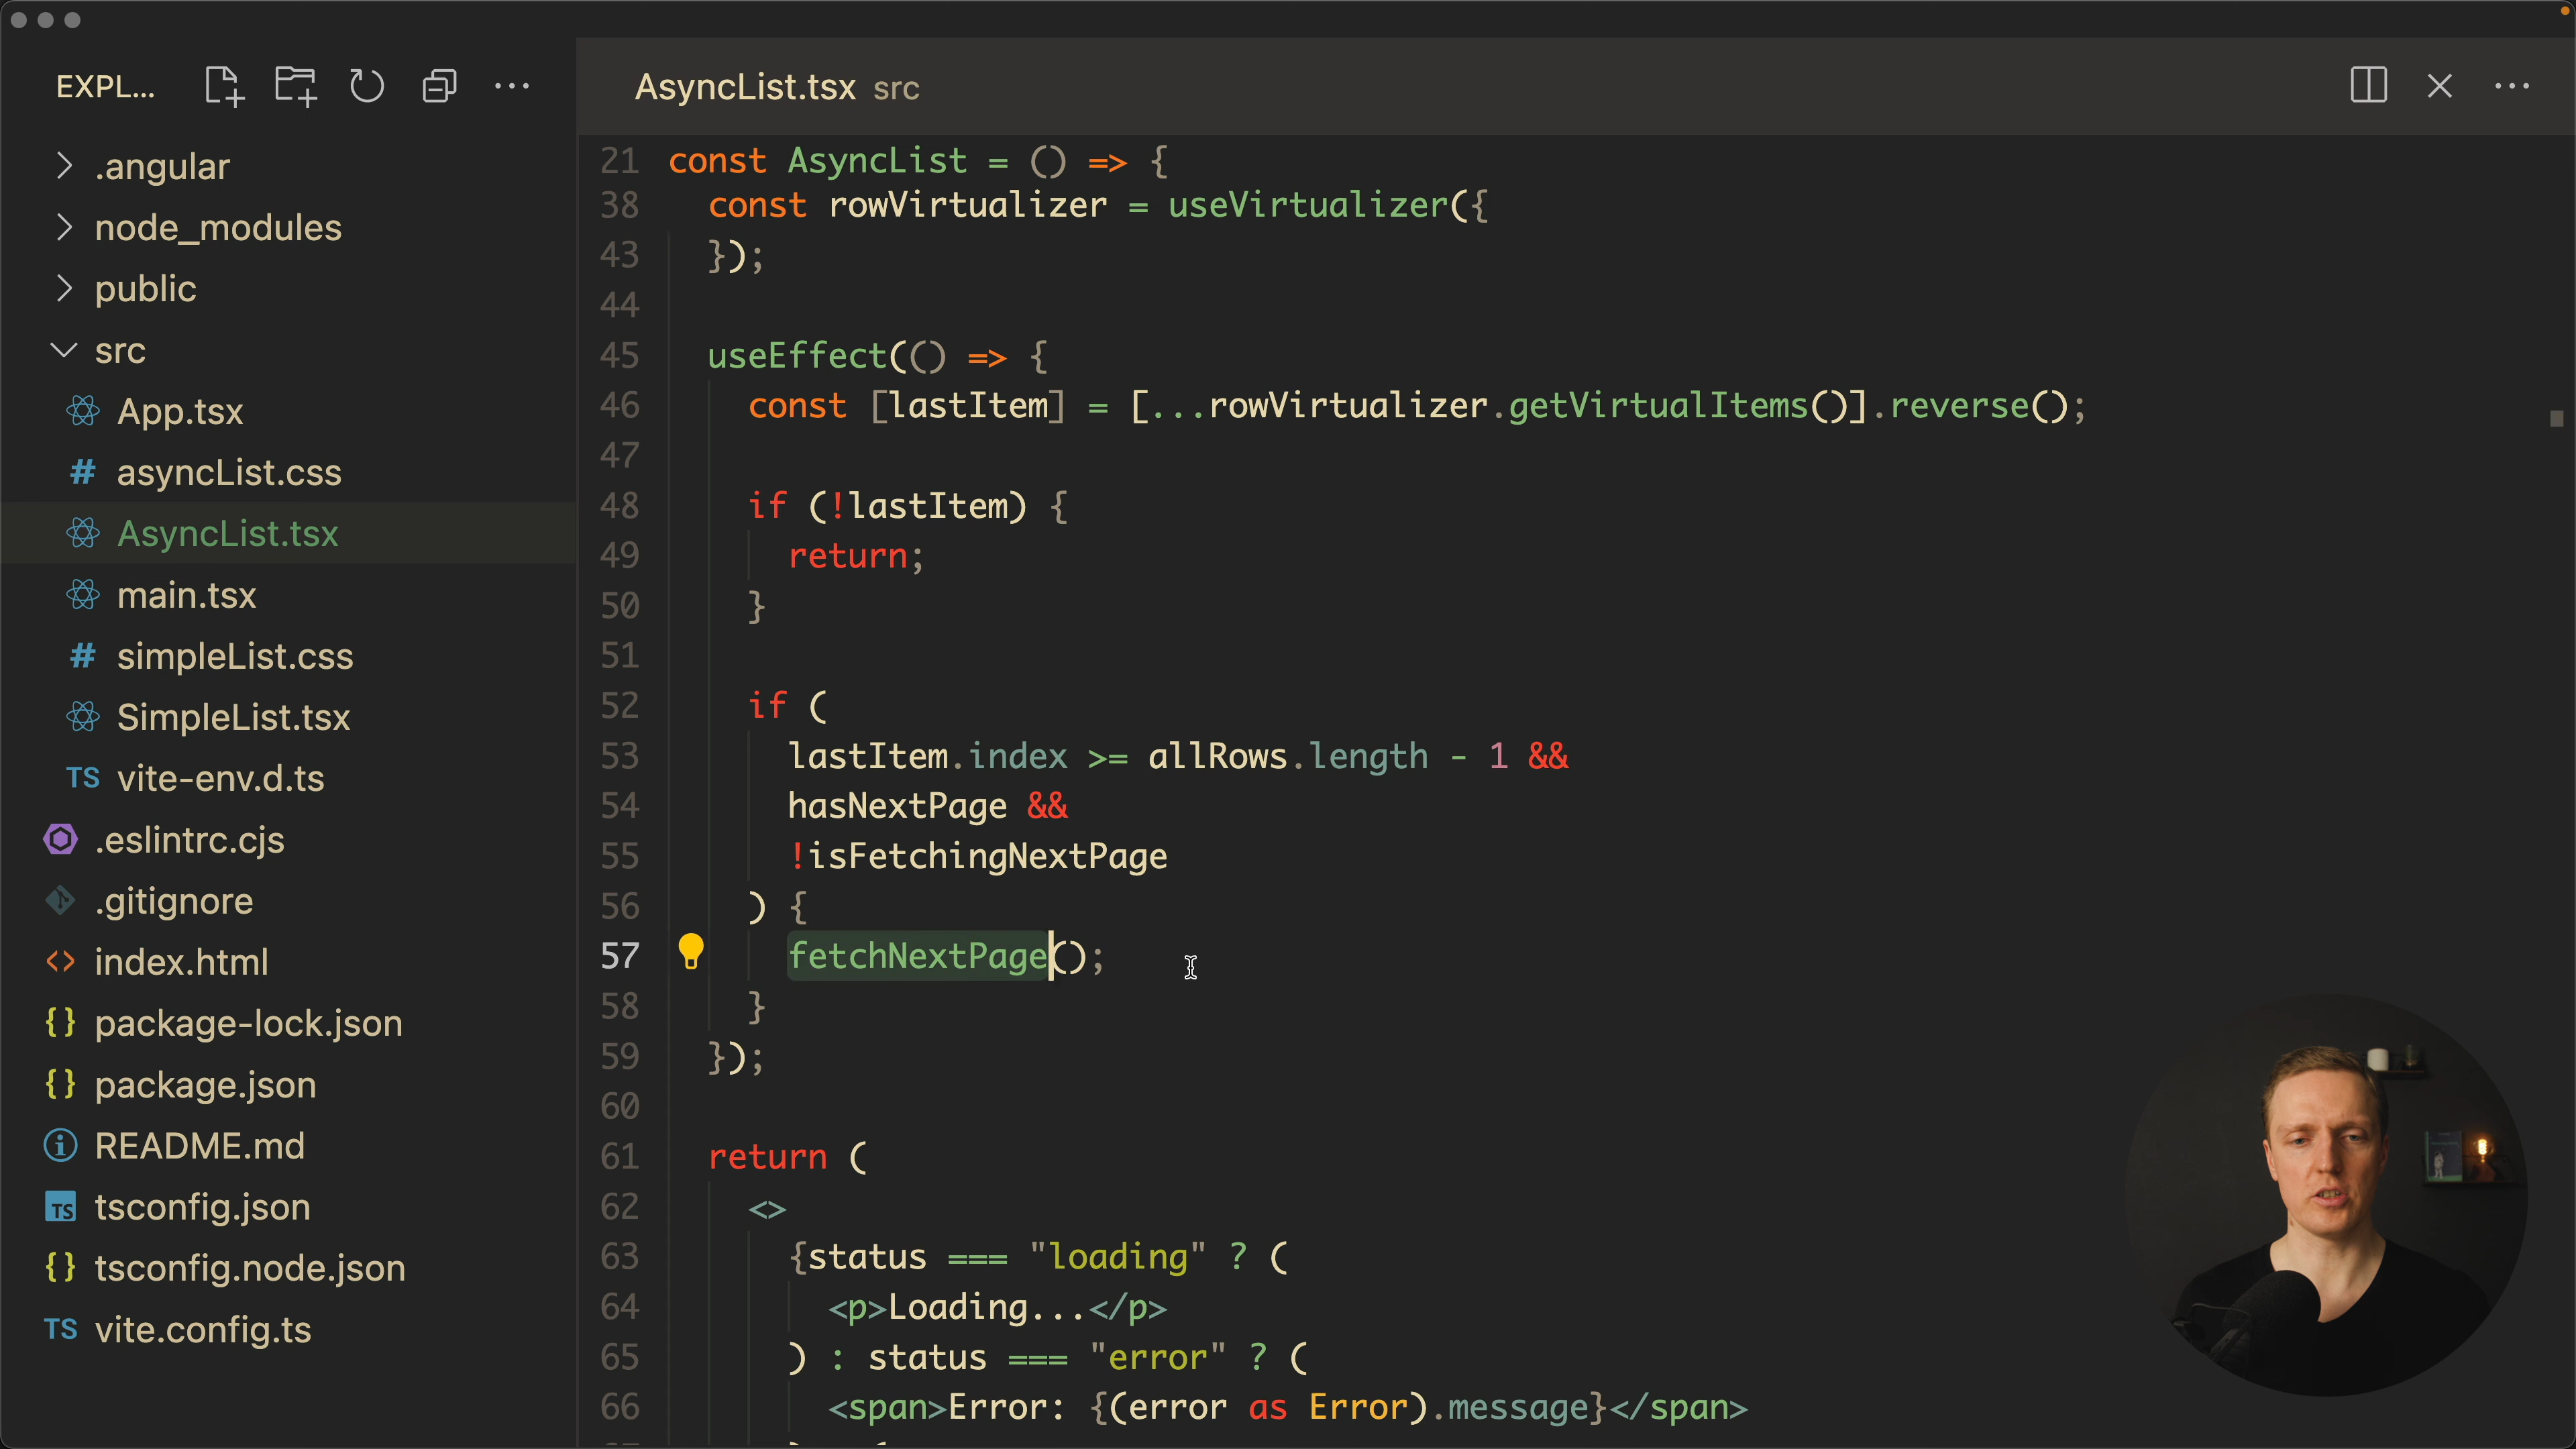 EXPL...
.angular
node_modules
public
src
App.tsx
# asyncList.css
AsyncList.tsx
main.tsx
# simpleList.css
SimpleList.tsx
TS vite-env.d.ts
.eslintrc.cjs
.gitignore
<> index.html
{} package-lock.json
{} package.json
README.md
TS tsconfig.json
{} tsconfig.node.json
TS vite.config.ts
AsyncList.tsx src
21 const AsyncList = () => {
38 const rowVirtualizer = useVirtualizer({
43 });
44
45 useEffect(() => {
46 const [lastItem] = [...rowVirtualizer.getVirtualItems()].reverse();
47
48 if (!lastItem) {
49 return;
50 }
51
52 if (
53 lastItem.index >= allRows.length - 1 &&
54 hasNextPage &&
55 !isFetchingNextPage
56 ) {
57 fetchNextPage();
58 }
59 });
60
61 return (
62 <>
63 {status === "loading" ? (
64 <p>Loading...</p>
65 ) : status === "error" ? (
66 <span>Error: {(error as Error).message}</span>